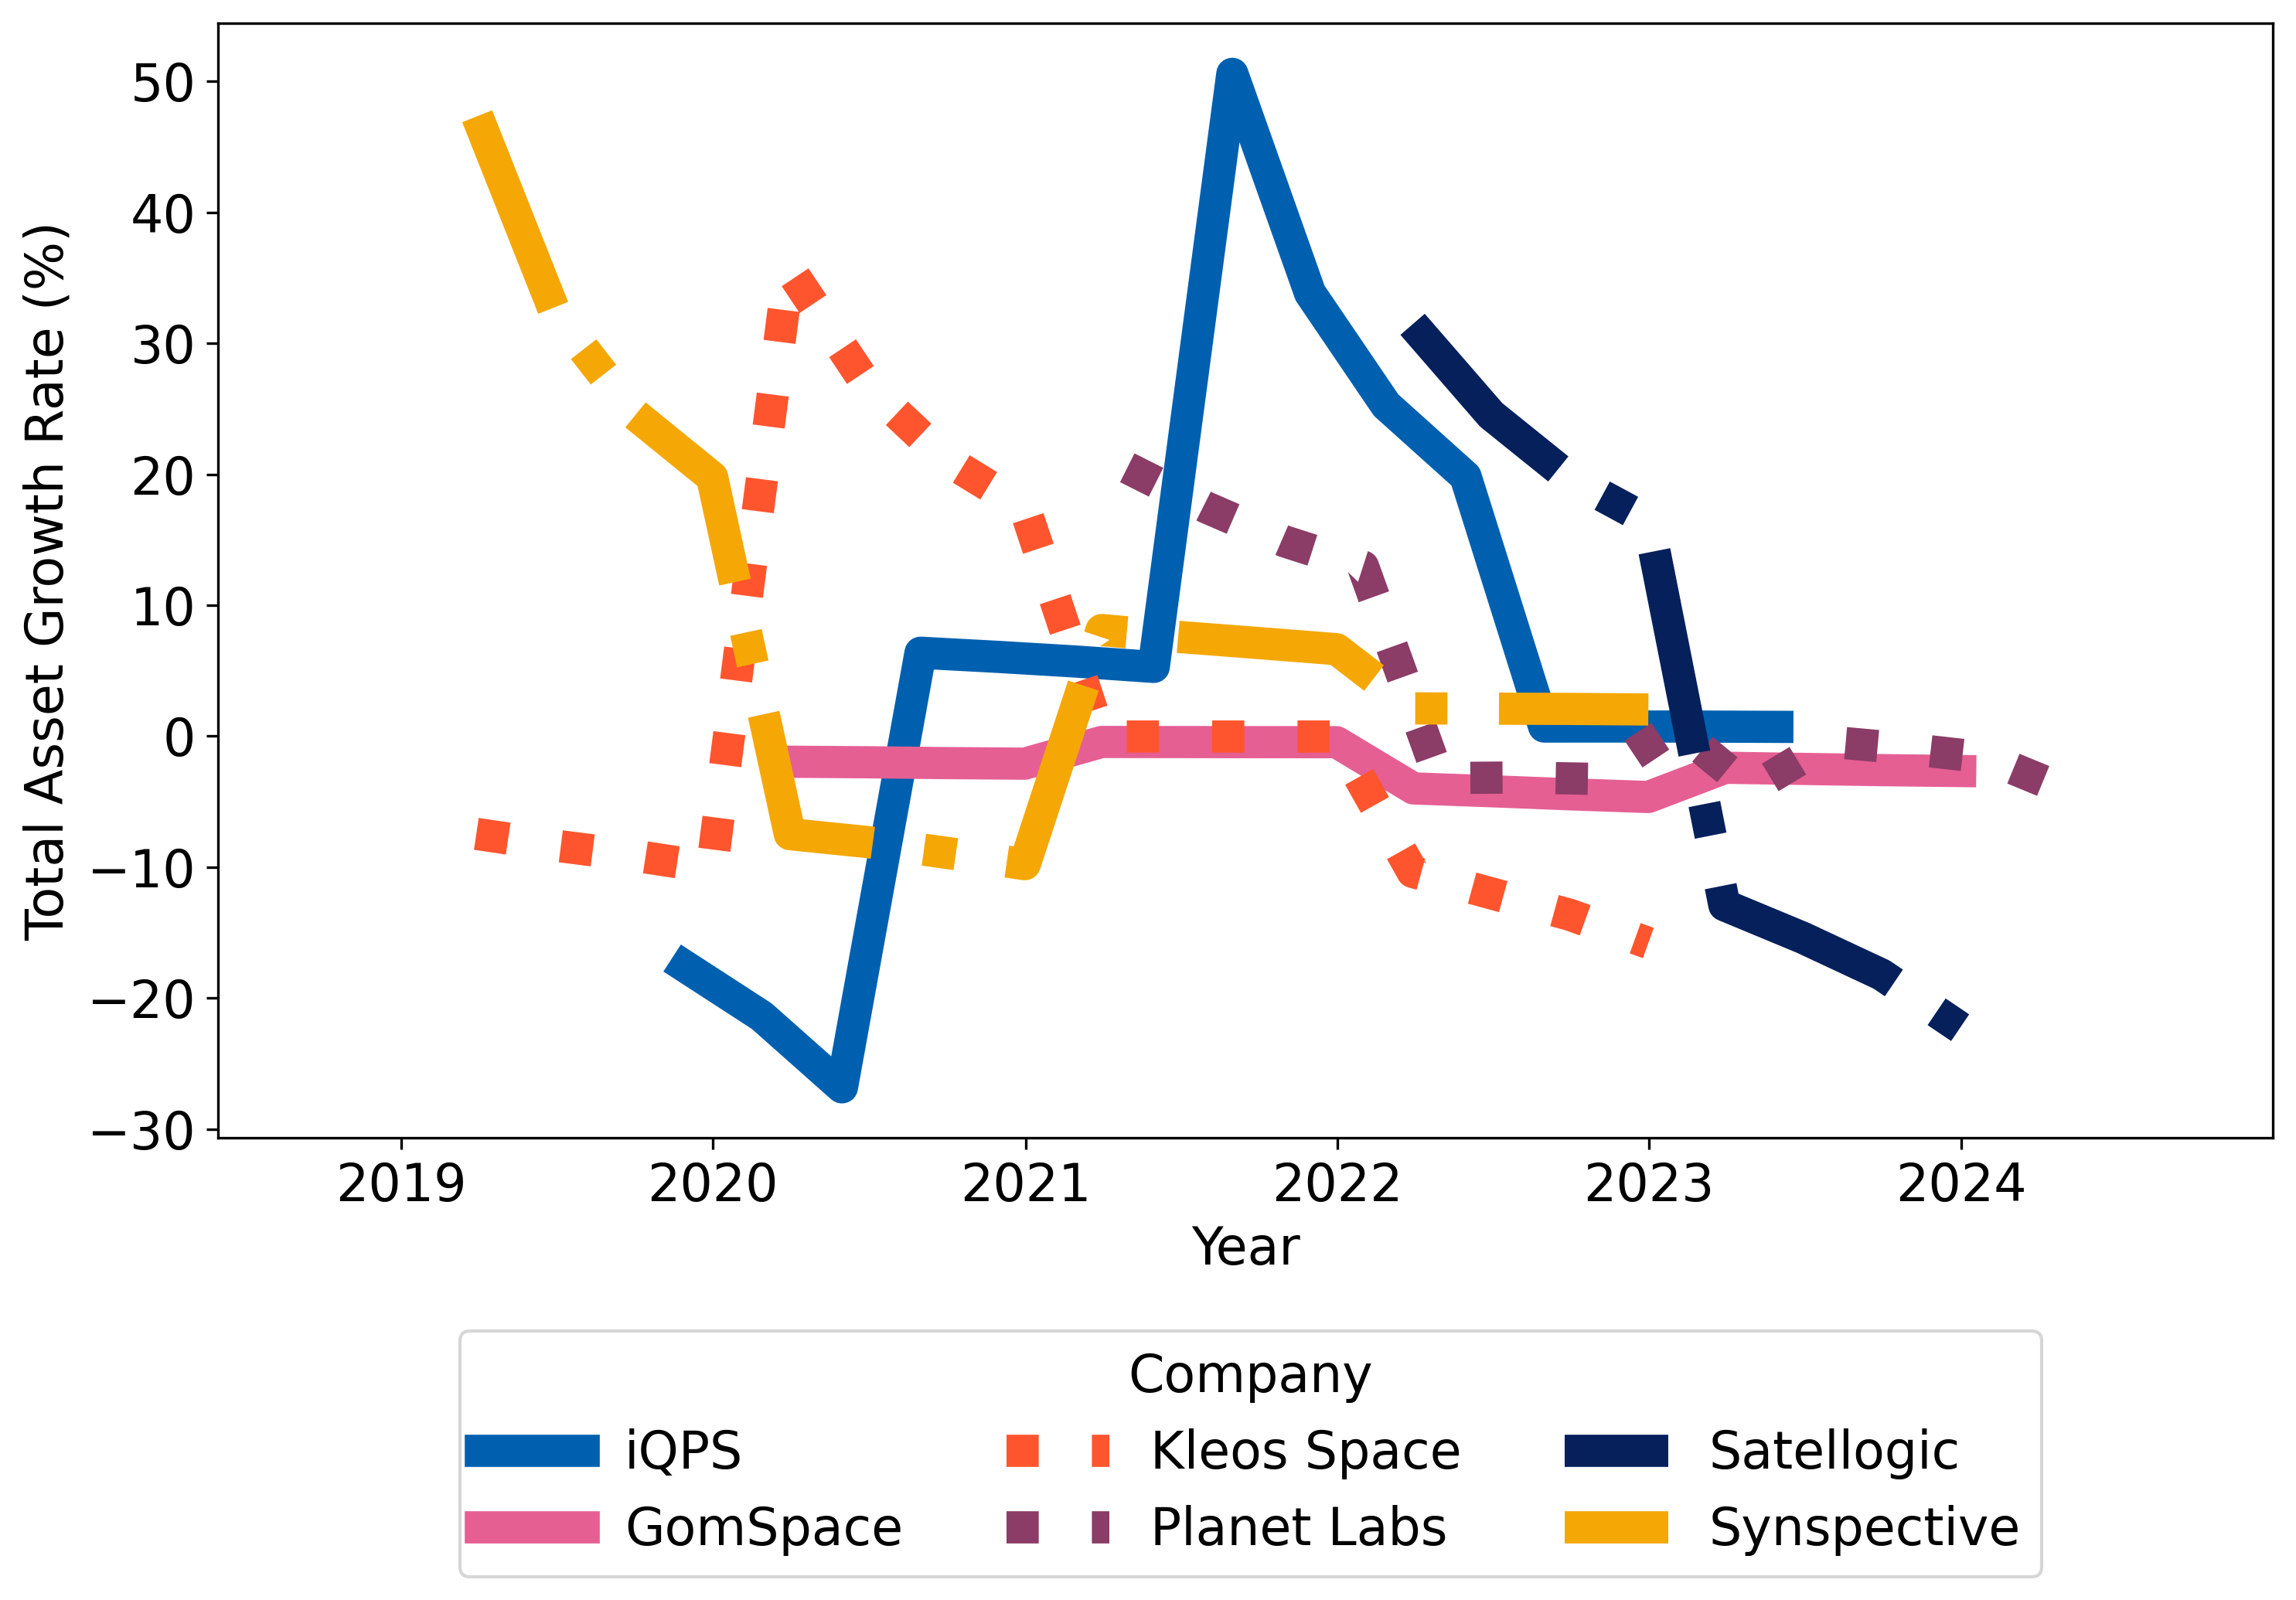 Total Asset Growth Rate (%)
50
40
30
20
10
0
−10
−20
−30
2019 2020 2021 2022 2023 2024
Year
Company
iQPS Kleos Space Satellogic
GomSpace Planet Labs Synspective